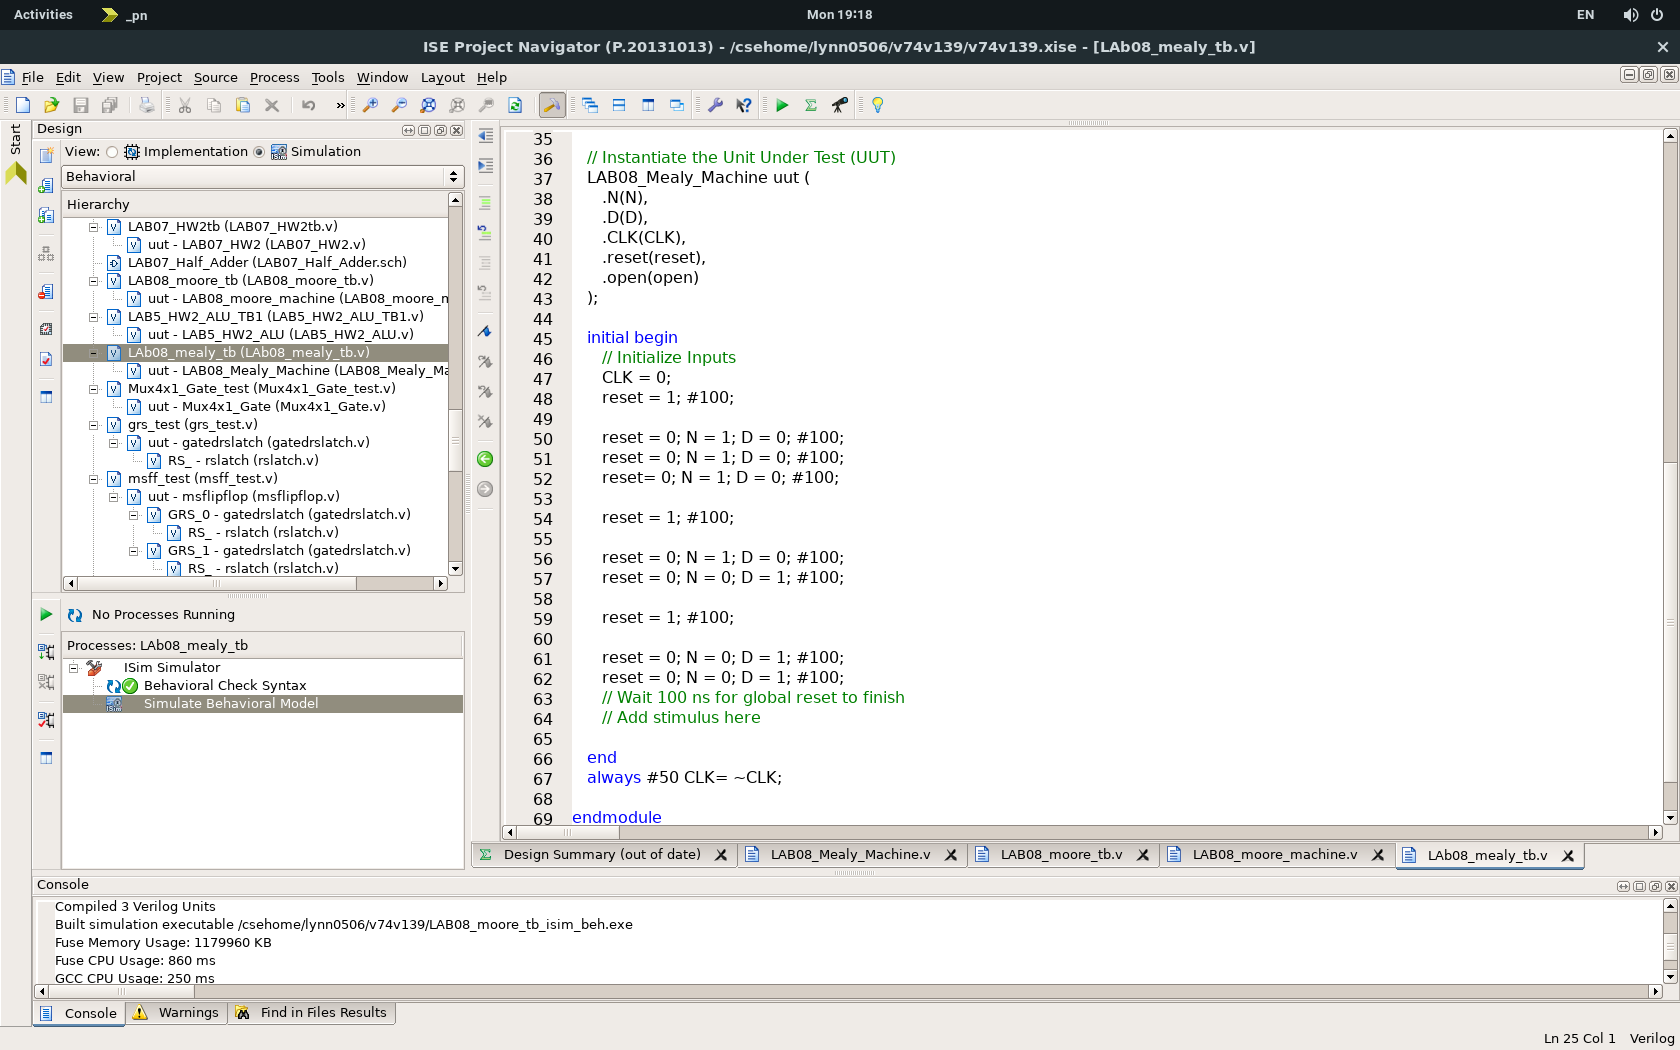 Activities
_pn
Mon 19:18
EN
ISE Project Navigator (P.20131013) - /csehome/lynn0506/v74v139/v74v139.xise - [LAb08_mealy_tb.v]
File Edit View Project Source Process Tools Window Layout Help
»
Start
Design
View: Implementation Simulation
Behavioral
Hierarchy
LAB07_HW2tb (LAB07_HW2tb.v)
uut - LAB07_HW2 (LAB07_HW2.v)
LAB07_Half_Adder (LAB07_Half_Adder.sch)
LAB08_moore_tb (LAB08_moore_tb.v)
uut - LAB08_moore_machine (LAB08_moore_m
LAB5_HW2_ALU_TB1 (LAB5_HW2_ALU_TB1.v)
uut - LAB5_HW2_ALU (LAB5_HW2_ALU.v)
LAb08_mealy_tb (LAb08_mealy_tb.v)
uut - LAB08_Mealy_Machine (LAB08_Mealy_Ma
Mux4x1_Gate_test (Mux4x1_Gate_test.v)
uut - Mux4x1_Gate (Mux4x1_Gate.v)
grs_test (grs_test.v)
uut - gatedrslatch (gatedrslatch.v)
RS_ - rslatch (rslatch.v)
msff_test (msff_test.v)
uut - msflipflop (msflipflop.v)
GRS_0 - gatedrslatch (gatedrslatch.v)
RS_ - rslatch (rslatch.v)
GRS_1 - gatedrslatch (gatedrslatch.v)
RS_ - rslatch (rslatch.v)
No Processes Running
Processes: LAb08_mealy_tb
ISim Simulator
Behavioral Check Syntax
Simulate Behavioral Model
35
36 // Instantiate the Unit Under Test (UUT)
37 LAB08_Mealy_Machine uut (
38 .N(N),
39 .D(D),
40 .CLK(CLK),
41 .reset(reset),
42 .open(open)
43 );
44
45 initial begin
46 // Initialize Inputs
47 CLK = 0;
48 reset = 1; #100;
49
50 reset = 0; N = 1; D = 0; #100;
51 reset = 0; N = 1; D = 0; #100;
52 reset= 0; N = 1; D = 0; #100;
53
54 reset = 1; #100;
55
56 reset = 0; N = 1; D = 0; #100;
57 reset = 0; N = 0; D = 1; #100;
58
59 reset = 1; #100;
60
61 reset = 0; N = 0; D = 1; #100;
62 reset = 0; N = 0; D = 1; #100;
63 // Wait 100 ns for global reset to finish
64 // Add stimulus here
65
66 end
67 always #50 CLK= ~CLK;
68
69 endmodule
Design Summary (out of date)
LAB08_Mealy_Machine.v
LAB08_moore_tb.v
LAB08_moore_machine.v
LAb08_mealy_tb.v
Console
Compiled 3 Verilog Units
Built simulation executable /csehome/lynn0506/v74v139/LAB08_moore_tb_isim_beh.exe
Fuse Memory Usage: 1179960 KB
Fuse CPU Usage: 860 ms
GCC CPU Usage: 250 ms
Console
Warnings
Find in Files Results
Ln 25 Col 1 Verilog